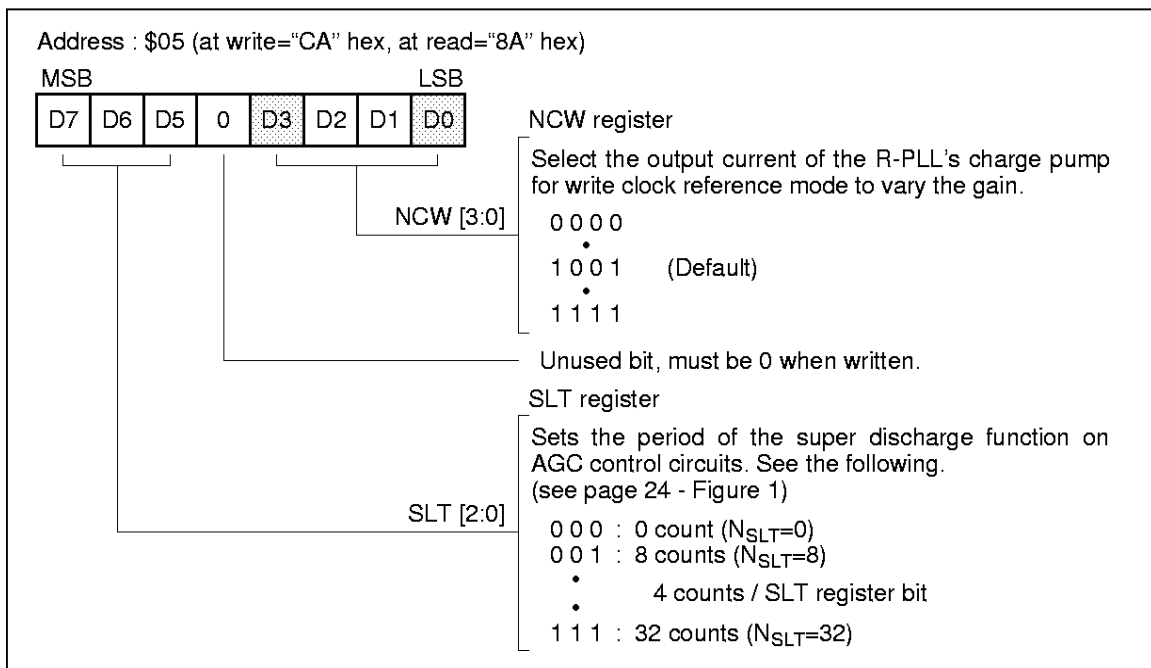 Address : $05 (at write=“CA” hex, at read=“8A” hex)
MSB LSB
D7 D6 D5 0 D3 D2 D1 D0
NCW register
Select the output current of the R-PLL's charge pump
for write clock reference mode to vary the gain.
NCW [3:0]
0 0 0 0
•
1 0 0 1 (Default)
•
1 1 1 1
Unused bit, must be 0 when written.
SLT register
Sets the period of the super discharge function on
AGC control circuits. See the following.
(see page 24 - Figure 1)
SLT [2:0]
0 0 0 : 0 count (NSLT=0)
0 0 1 : 8 counts (NSLT=8)
•
4 counts / SLT register bit
•
1 1 1 : 32 counts (NSLT=32)